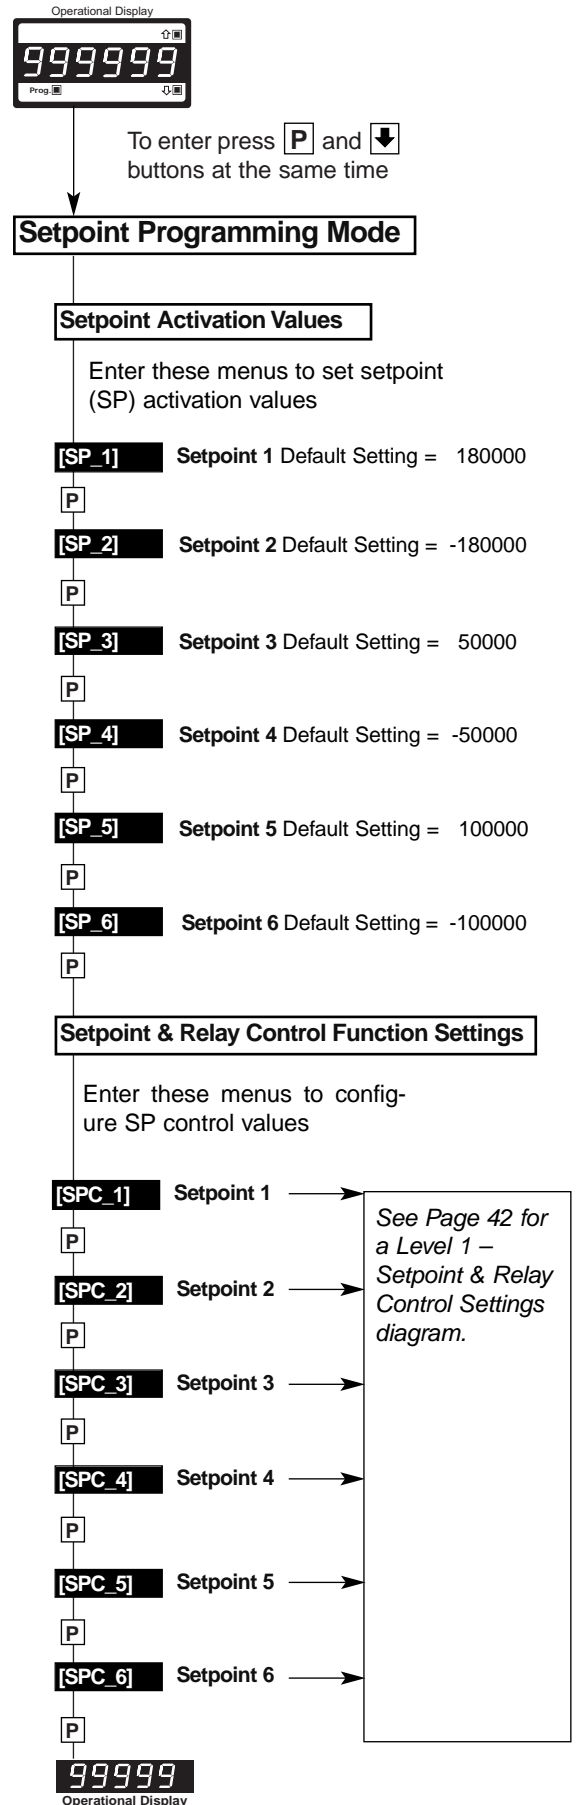 Operational Display
999999
Prog.
To enter press P and
buttons at the same time
Setpoint Programming Mode
Setpoint Activation Values
Enter these menus to set setpoint
(SP) activation values
[SP_1] Setpoint 1 Default Setting = 180000
P
[SP_2] Setpoint 2 Default Setting = -180000
P
[SP_3] Setpoint 3 Default Setting = 50000
P
[SP_4] Setpoint 4 Default Setting = -50000
P
[SP_5] Setpoint 5 Default Setting = 100000
P
[SP_6] Setpoint 6 Default Setting = -100000
P
Setpoint & Relay Control Function Settings
Enter these menus to config-
ure SP control values
[SPC_1] Setpoint 1
See Page 42 for
a Level 1 –
Setpoint & Relay
Control Settings
diagram.
P
[SPC_2] Setpoint 2
P
[SPC_3] Setpoint 3
P
[SPC_4] Setpoint 4
P
[SPC_5] Setpoint 5
P
[SPC_6] Setpoint 6
P
99999
Operational Display